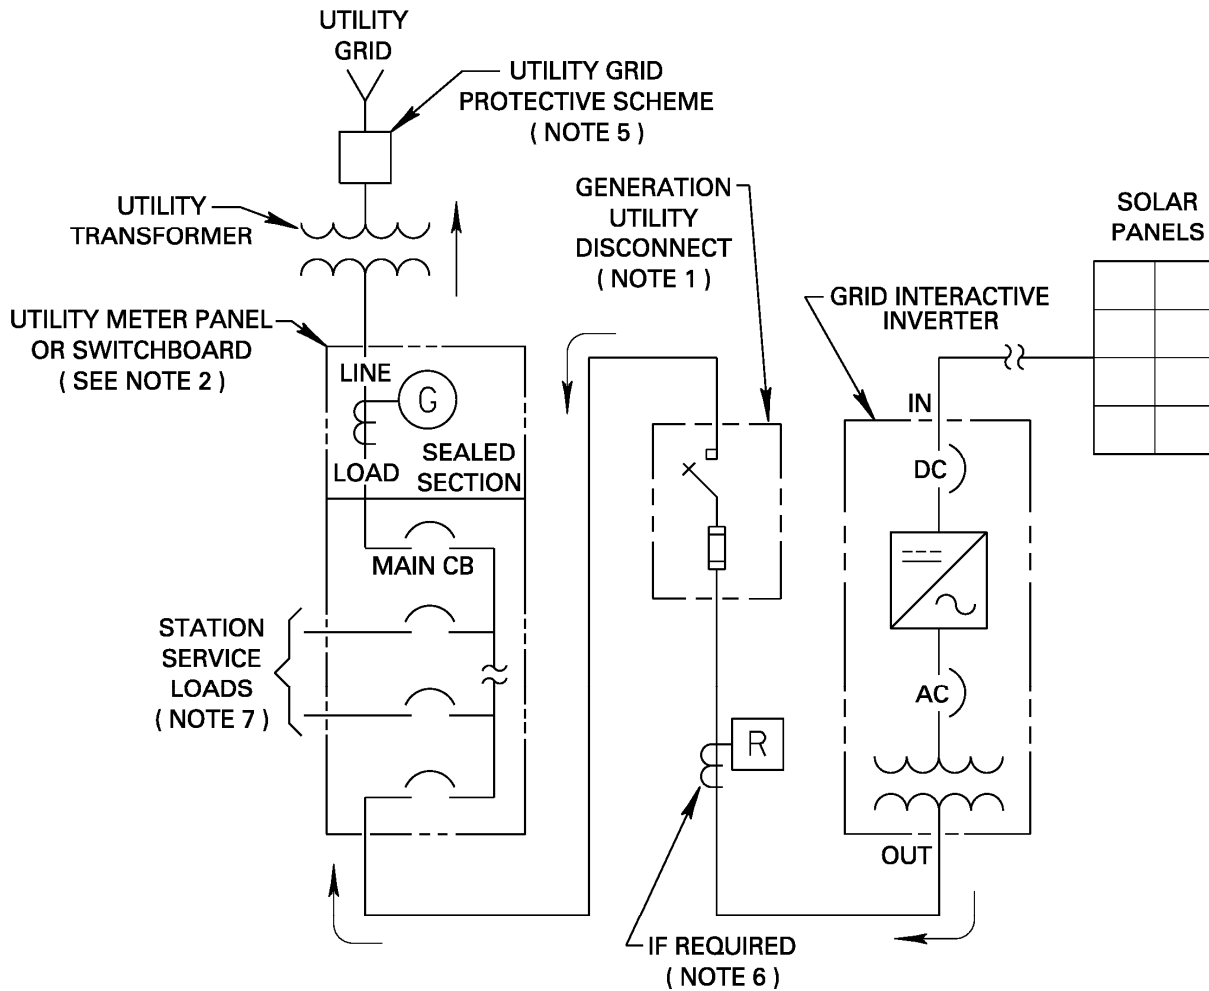 UTILITY
GRID
UTILITY GRID
PROTECTIVE SCHEME
( NOTE 5 )
UTILITY
TRANSFORMER
GENERATION
UTILITY
DISCONNECT
( NOTE 1 )
SOLAR
PANELS
UTILITY METER PANEL
OR SWITCHBOARD
( SEE NOTE 2 )
GRID INTERACTIVE
INVERTER
LINE
G
LOAD
SEALED
SECTION
MAIN CB
STATION
SERVICE
LOADS
( NOTE 7 )
IN
DC
AC
R
OUT
IF REQUIRED
( NOTE 6 )